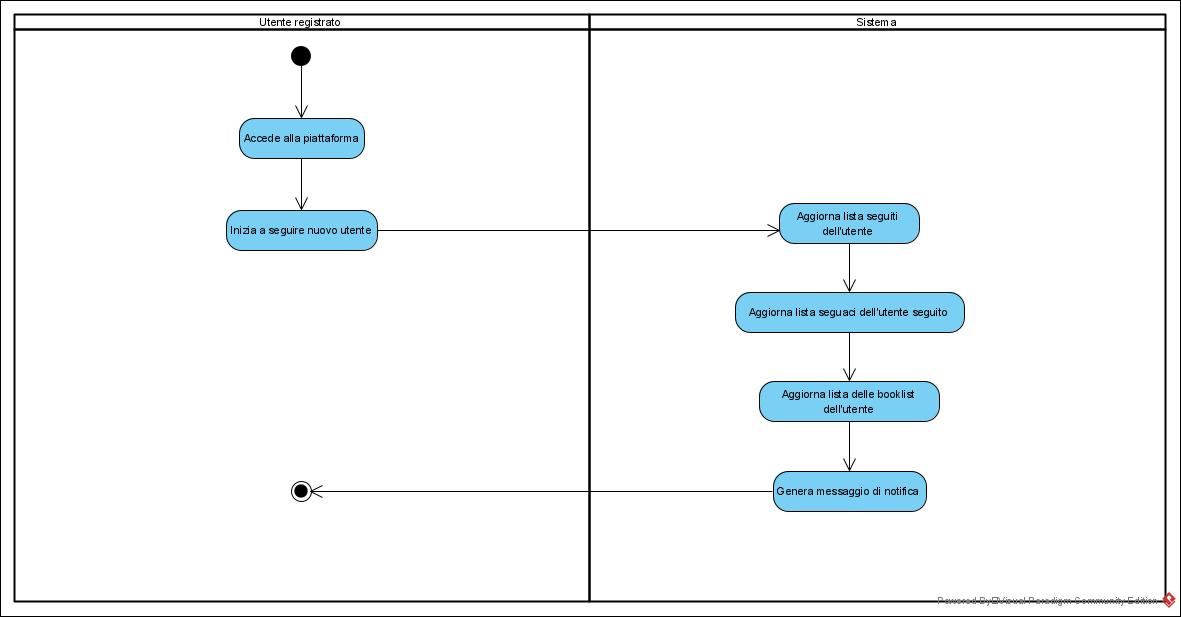 Utente registrato
Sistema
Accede alla piattaforma
Inizia a seguire nuovo utente
Aggiorna lista seguiti
dell'utente
Aggiorna lista seguaci dell'utente seguito
Aggiorna lista delle booklist
dell'utente
Genera messaggio di notifica
Powered By Visual Paradigm Community Edition